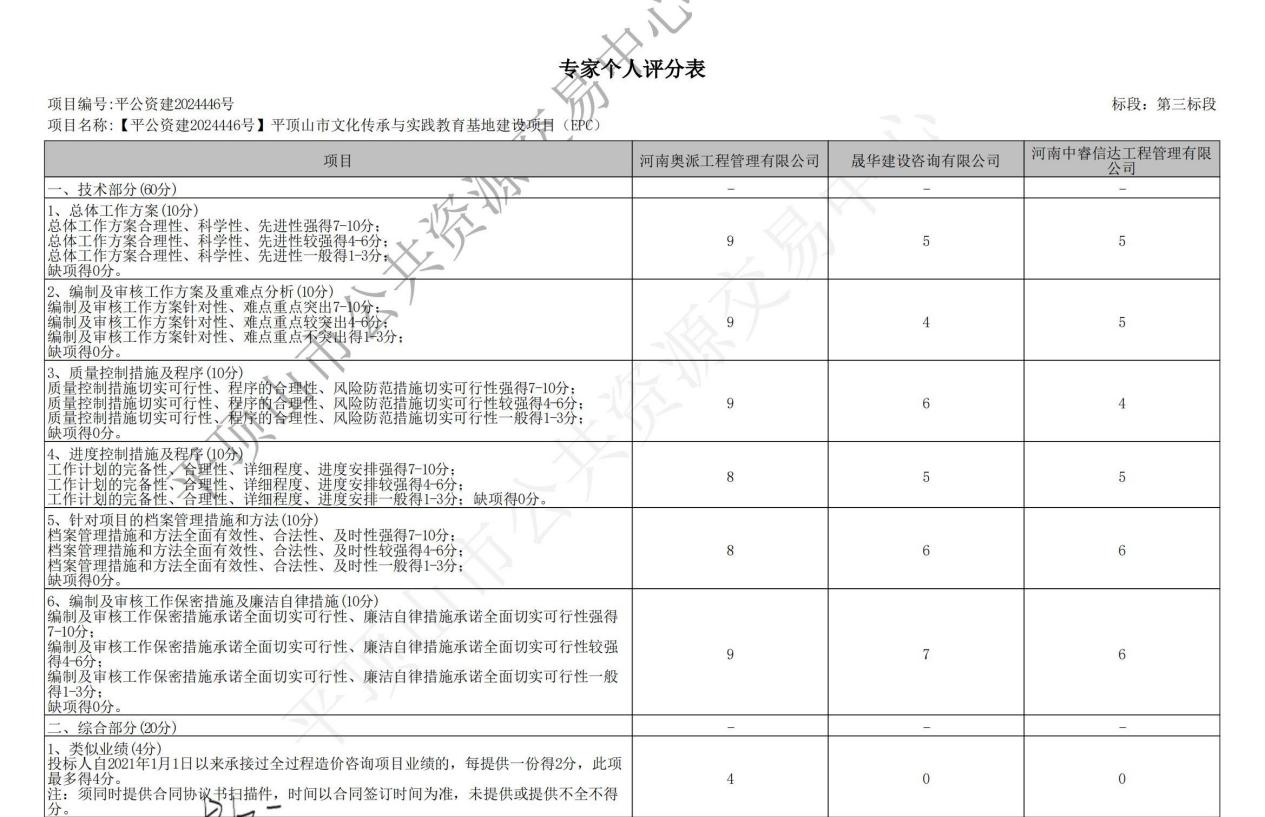 专家个人评分表
项目编号:平公资建2024446号
标段：第三标段
项目名称:【平公资建2024446号】平顶山市文化传承与实践教育基地建设项目（EPC）
项目
河南奥派工程管理有限公司
晟华建设咨询有限公司
河南中睿信达工程管理有限
公司
一、技术部分(60分)
-
-
-
1、总体工作方案(10分)
总体工作方案合理性、科学性、先进性强得7-10分；
总体工作方案合理性、科学性、先进性较强得4-6分；
总体工作方案合理性、科学性、先进性一般得1-3分；
缺项得0分。
9
5
5
2、编制及审核工作方案及重难点分析(10分)
编制及审核工作方案针对性、难点重点突出7-10分；
编制及审核工作方案针对性、难点重点较突出4-6分；
编制及审核工作方案针对性、难点重点不突出得1-3分；
缺项得0分。
9
4
5
3、质量控制措施及程序(10分)
质量控制措施切实可行性、程序的合理性、风险防范措施切实可行性强得7-10分；
质量控制措施切实可行性、程序的合理性、风险防范措施切实可行性较强得4-6分；
质量控制措施切实可行性、程序的合理性、风险防范措施切实可行性一般得1-3分；
缺项得0分。
9
6
4
4、进度控制措施及程序(10分)
工作计划的完备性、合理性、详细程度、进度安排强得7-10分；
工作计划的完备性、合理性、详细程度、进度安排较强得4-6分；
工作计划的完备性、合理性、详细程度、进度安排一般得1-3分；缺项得0分。
8
5
5
5、针对项目的档案管理措施和方法(10分)
档案管理措施和方法全面有效性、合法性、及时性强得7-10分；
档案管理措施和方法全面有效性、合法性、及时性较强得4-6分；
档案管理措施和方法全面有效性、合法性、及时性一般得1-3分；
缺项得0分。
8
6
6
6、编制及审核工作保密措施及廉洁自律措施(10分)
编制及审核工作保密措施承诺全面切实可行性、廉洁自律措施承诺全面切实可行性强得
7-10分；
编制及审核工作保密措施承诺全面切实可行性、廉洁自律措施承诺全面切实可行性较强
得4-6分；
编制及审核工作保密措施承诺全面切实可行性、廉洁自律措施承诺全面切实可行性一般
得1-3分；
缺项得0分。
9
7
6
二、综合部分(20分)
-
-
-
1、类似业绩(4分)
投标人自2021年1月1日以来承接过全过程造价咨询项目业绩的，每提供一份得2分，此项
最多得4分。
注：须同时提供合同协议书扫描件，时间以合同签订时间为准，未提供或提供不全不得
分。
4
0
0
平顶山市公共资源交易中心
平顶山市公共资源交易中心